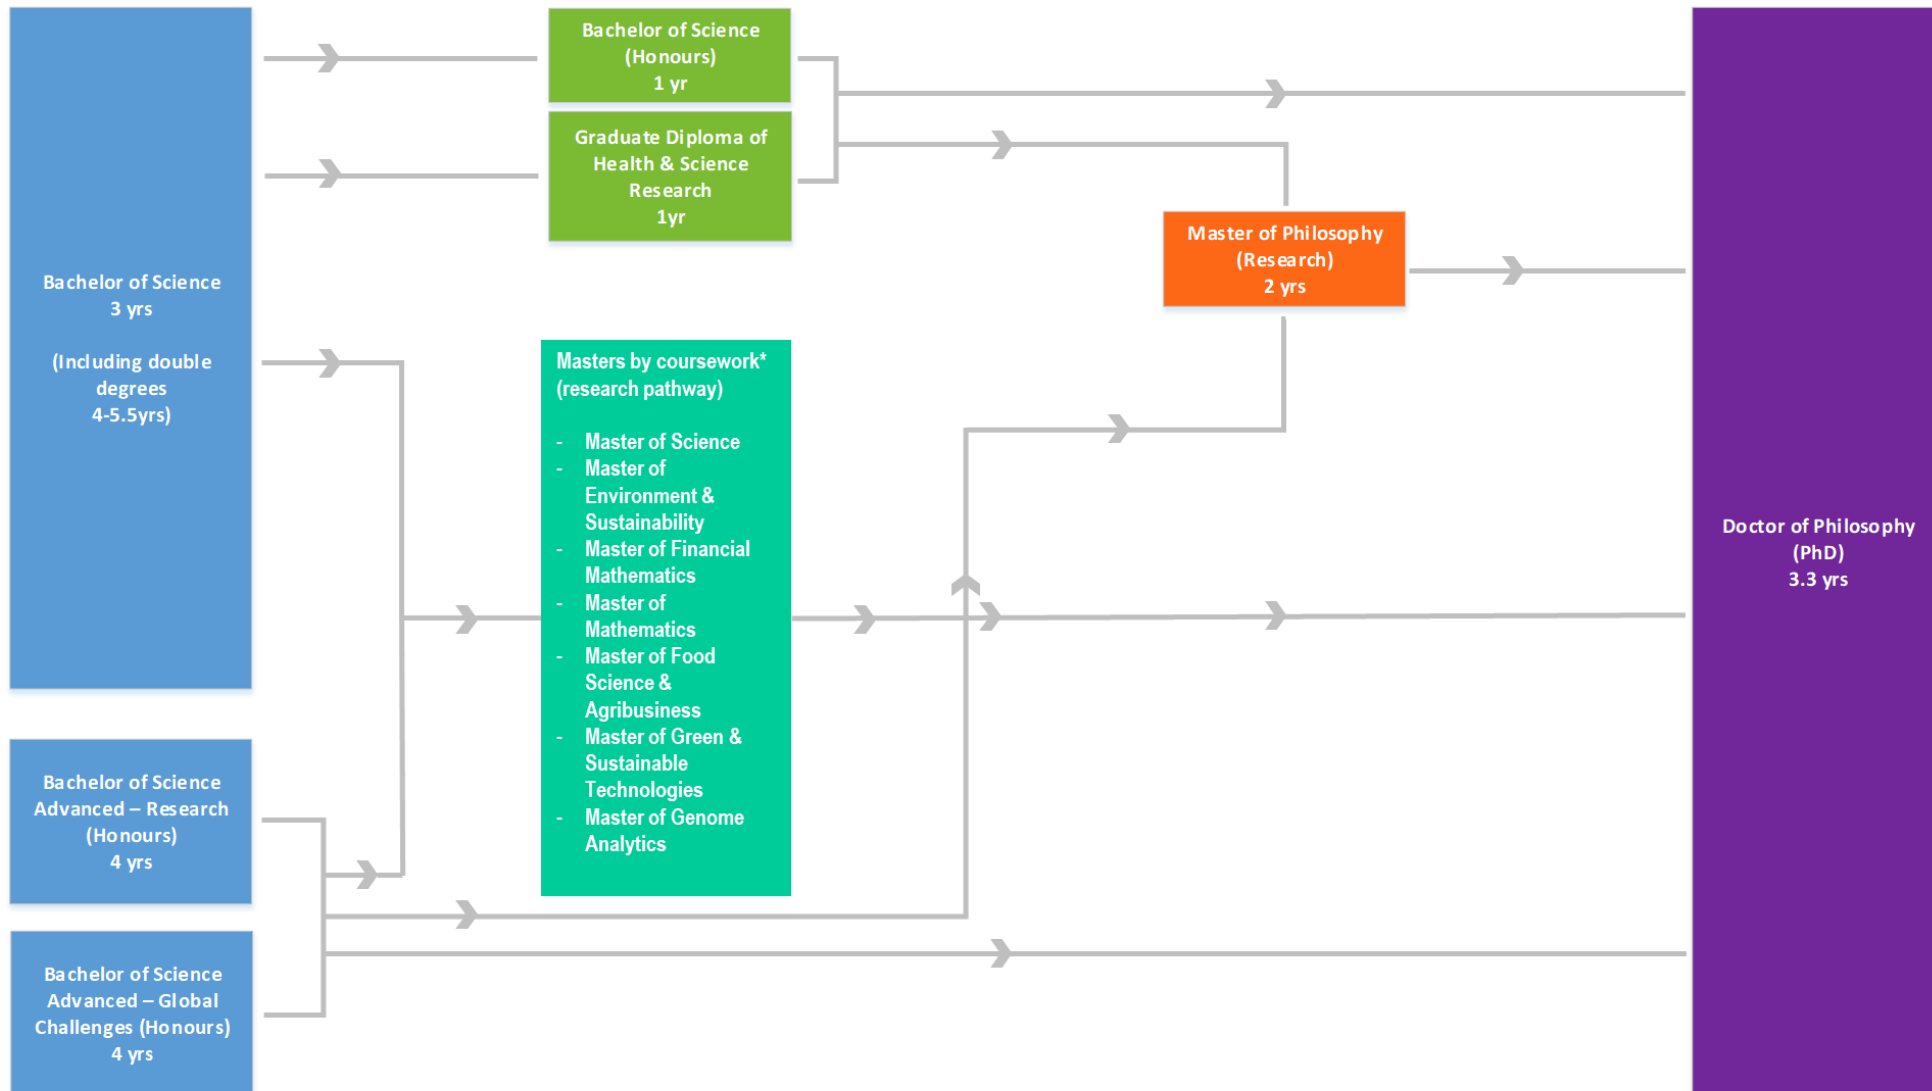 Bachelor of Science
3 yrs
(Including double
degrees
4-5.5yrs)
Bachelor of Science
Advanced – Research
(Honours)
4 yrs
Bachelor of Science
Advanced – Global
Challenges (Honours)
4 yrs
Bachelor of Science
(Honours)
1 yr
Graduate Diploma of
Health & Science
Research
1yr
Masters by coursework*
(research pathway)
- Master of Science
- Master of
Environment &
Sustainability
- Master of Financial
Mathematics
- Master of
Mathematics
- Master of Food
Science &
Agribusiness
- Master of Green &
Sustainable
Technologies
- Master of Genome
Analytics
Master of Philosophy
(Research)
2 yrs
Doctor of Philosophy
(PhD)
3.3 yrs